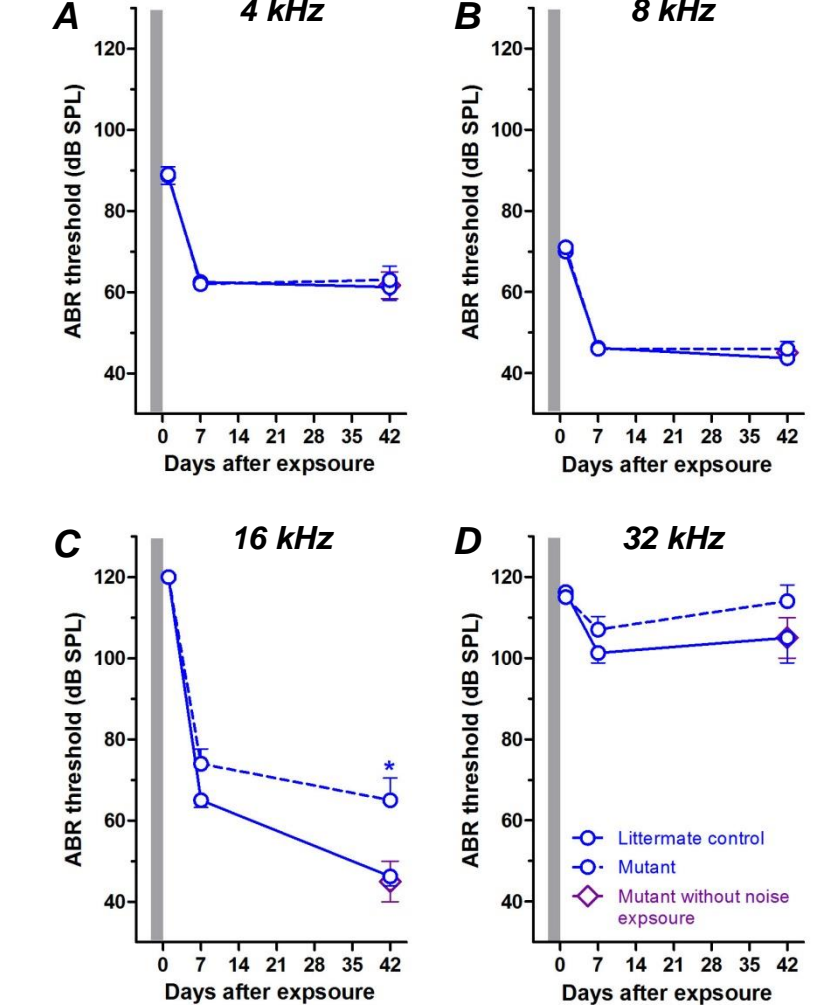 A
4 kHz
ABR threshold (dB SPL)
120
100
80
60
40
0 7 14 21 28 35 42
Days after expsoure
B
8 kHz
ABR threshold (dB SPL)
120
100
80
60
40
0 7 14 21 28 35 42
Days after expsoure
C
16 kHz
ABR threshold (dB SPL)
120
100
80
60
40
*
0 7 14 21 28 35 42
Days after expsoure
D
32 kHz
ABR threshold (dB SPL)
120
100
80
60
40
Littermate control
Mutant
Mutant without noise
expsoure
0 7 14 21 28 35 42
Days after expsoure